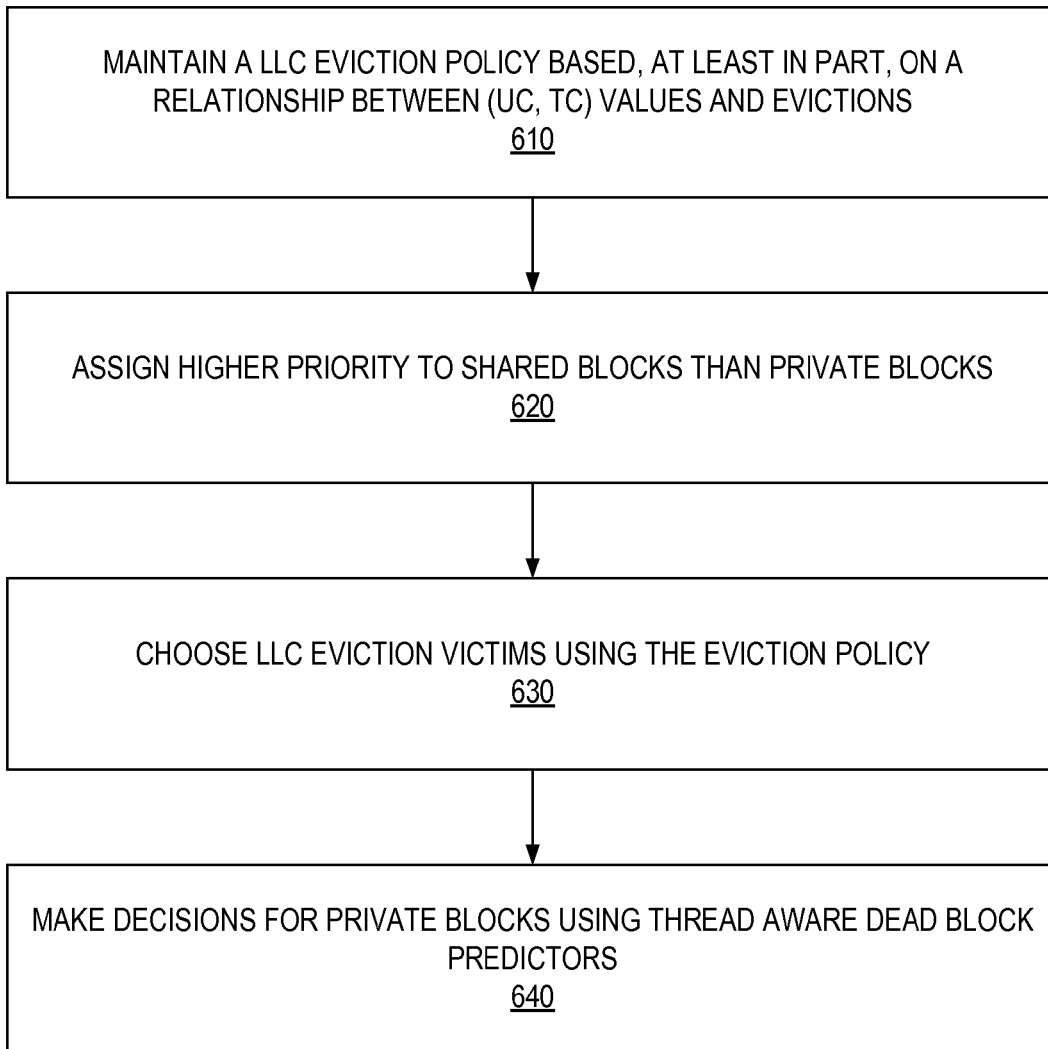 MAINTAIN A LLC EVICTION POLICY BASED, AT LEAST IN PART, ON A
RELATIONSHIP BETWEEN (UC, TC) VALUES AND EVICTIONS
610
ASSIGN HIGHER PRIORITY TO SHARED BLOCKS THAN PRIVATE BLOCKS
620
CHOOSE LLC EVICTION VICTIMS USING THE EVICTION POLICY
630
MAKE DECISIONS FOR PRIVATE BLOCKS USING THREAD AWARE DEAD BLOCK
PREDICTORS
640